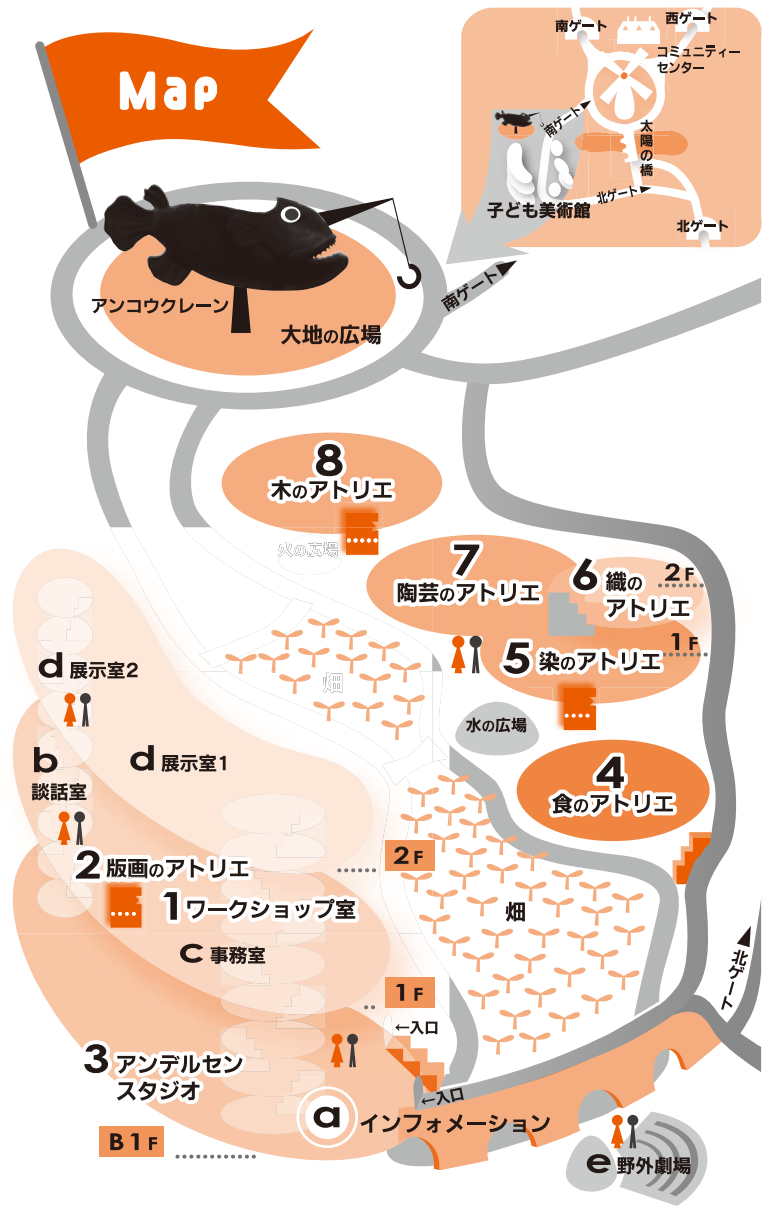 Map
南ゲート
西ゲート
コミュニティー
センター
南ゲート
太陽の橋
北ゲート
子ども美術館
北ゲート
南ゲート
アンコウクレーン
大地の広場
8
木のアトリエ
火の広場
7
陶芸のアトリエ
6 織の
アトリエ
2F
1F
5 染のアトリエ
畑
水の広場
d 展示室2
d 展示室1
b
談話室
4
食のアトリエ
2F
2 版画のアトリエ
1 ワークショップ室
畑
c 事務室
北ゲート
1F
←入口
3 アンデルセン
スタジオ
←入口
a インフォメーション
B1F
e 野外劇場